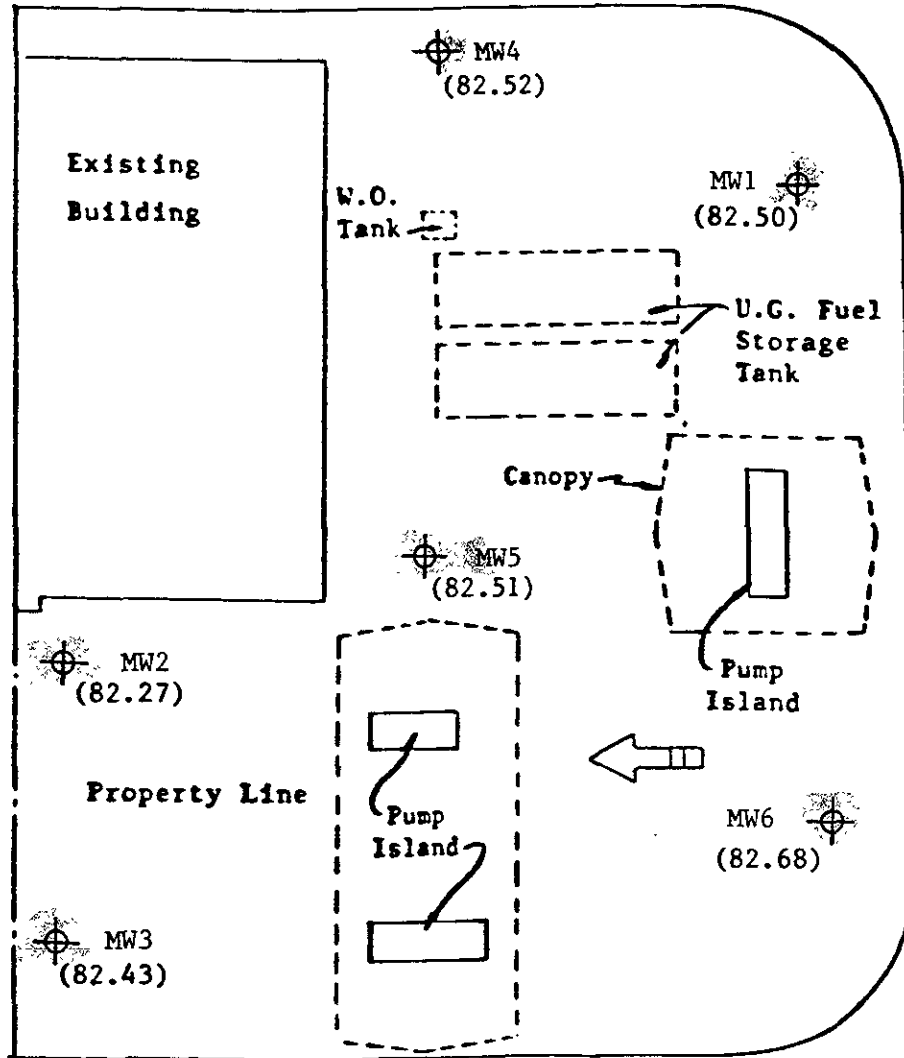 MW4
(82.52)
Existing
Building
MW1
(82.50)
W.O.
Tank
U.G. Fuel
Storage
Tank
Canopy
MW5
(82.51)
MW2
(82.27)
Pump
Island
Property Line
Pump
Island
MW6
(82.68)
MW3
(82.43)